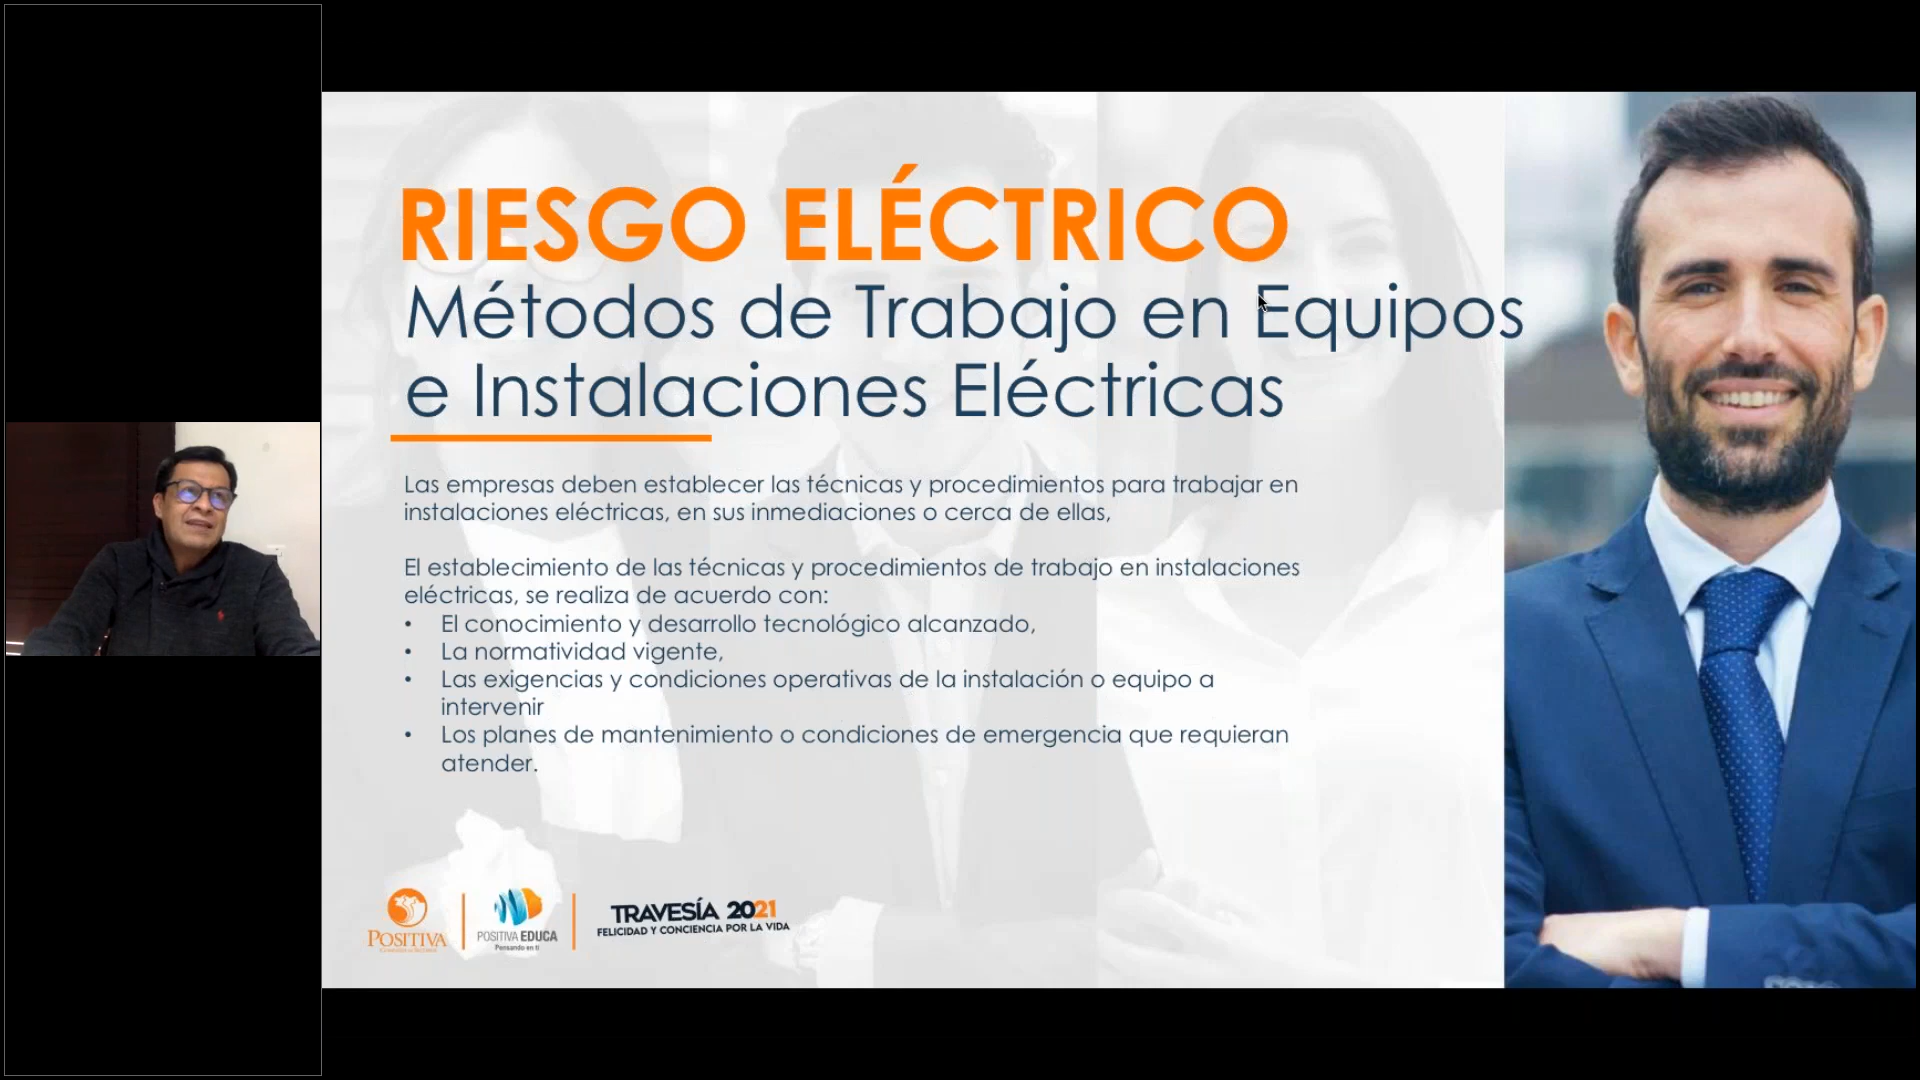 RIESGO ELÉCTRICO
Métodos de Trabajo en Equipos
e Instalaciones Eléctricas
Las empresas deben establecer las técnicas y procedimientos para trabajar en
instalaciones eléctricas, en sus inmediaciones o cerca de ellas,
El establecimiento de las técnicas y procedimientos de trabajo en instalaciones
eléctricas, se realiza de acuerdo con:
• El conocimiento y desarrollo tecnológico alcanzado,
• La normatividad vigente,
• Las exigencias y condiciones operativas de la instalación o equipo a
intervenir
• Los planes de mantenimiento o condiciones de emergencia que requieran
atender.
POSITIVA
POSITIVA EDUCA
Pensando en ti
TRAVESÍA 2021
FELICIDAD Y CONCIENCIA POR LA VIDA